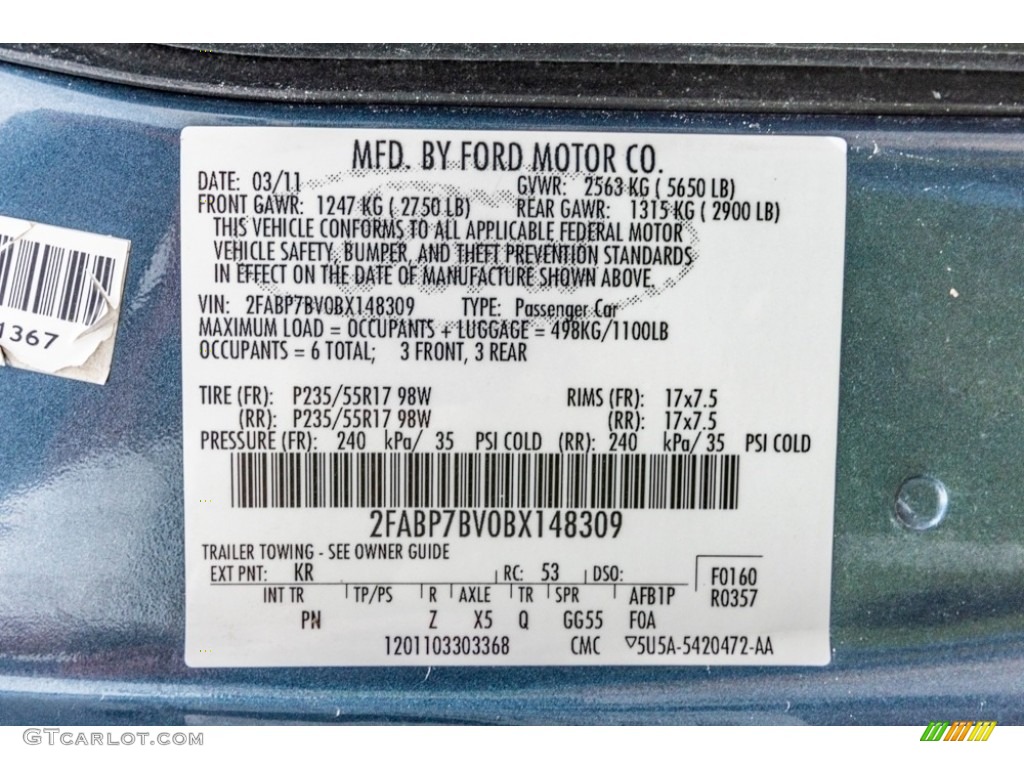 MFD. BY FORD MOTOR CO.
DATE: 03/11 GVWR: 2563 KG ( 5650 LB)
FRONT GAWR: 1247 KG ( 2750 LB) REAR GAWR: 1315 KG ( 2900 LB)
THIS VEHICLE CONFORMS TO ALL APPLICABLE FEDERAL MOTOR
VEHICLE SAFETY, BUMPER, AND THEFT PREVENTION STANDARDS
IN EFFECT ON THE DATE OF MANUFACTURE SHOWN ABOVE.
VIN: 2FABP7BV0BX148309 TYPE: Passenger Car
MAXIMUM LOAD = OCCUPANTS + LUGGAGE = 498KG/1100LB
OCCUPANTS = 6 TOTAL; 3 FRONT, 3 REAR
1367
TIRE (FR): P235/55R17 98W RIMS (FR): 17x7.5
(RR): P235/55R17 98W (RR): 17x7.5
PRESSURE (FR): 240 kPa/ 35 PSI COLD (RR): 240 kPa/ 35 PSI COLD
2FABP7BV0BX148309
TRAILER TOWING - SEE OWNER GUIDE
EXT PNT: KR RC: 53 DSO: F0160
INT TR TP/PS R AXLE TR SPR AFB1P R0357
PN Z X5 Q GG55 FOA
1201103303368 CMC ▽5U5A-5420472-AA
GTCARLOT.COM